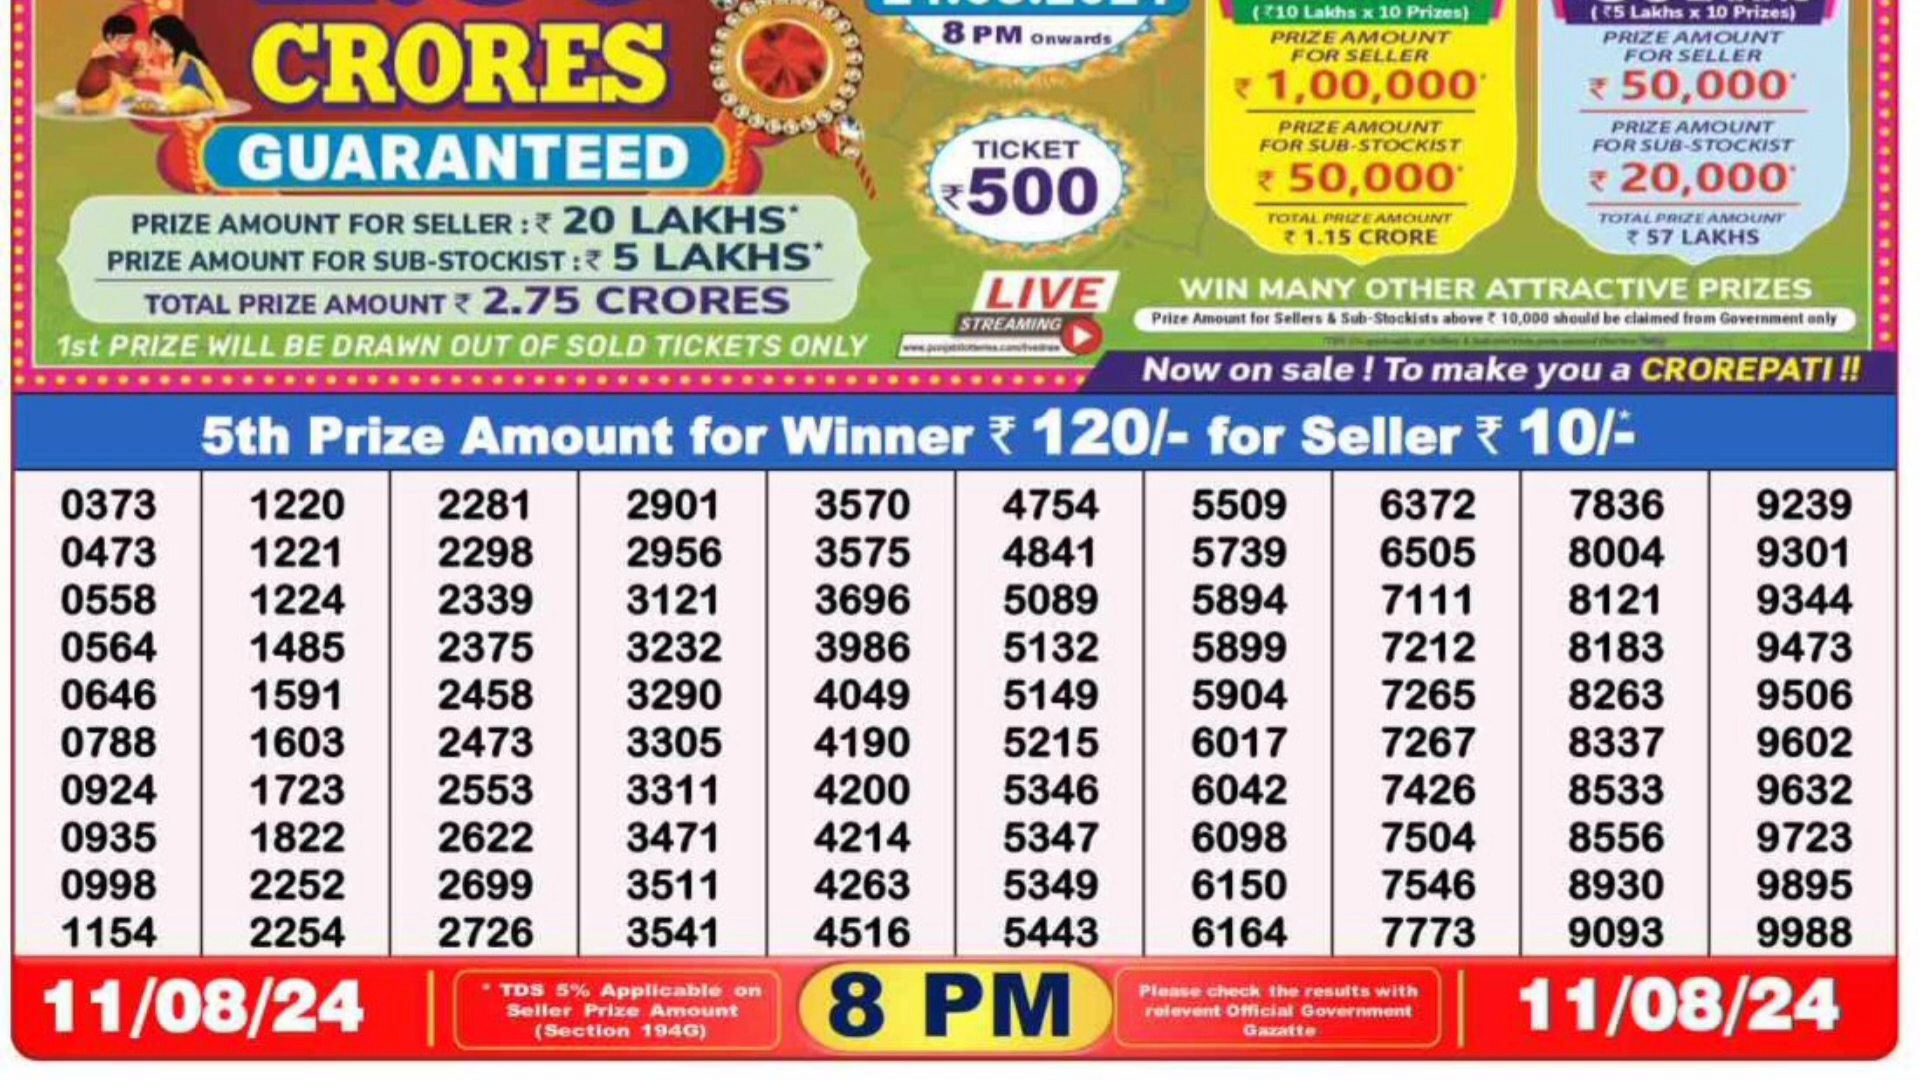 CRORES
GUARANTEED
PRIZE AMOUNT FOR SELLER : ₹ 20 LAKHS*
PRIZE AMOUNT FOR SUB-STOCKIST : ₹ 5 LAKHS*
TOTAL PRIZE AMOUNT ₹ 2.75 CRORES
1st PRIZE WILL BE DRAWN OUT OF SOLD TICKETS ONLY
8 PM Onwards
TICKET
₹500
LIVE
STREAMING
(₹10 Lakhs x 10 Prizes)
PRIZE AMOUNT
FOR SELLER
₹ 1,00,000*
PRIZE AMOUNT
FOR SUB-STOCKIST
₹ 50,000*
TOTAL PRIZE AMOUNT
₹ 1.15 CRORE
(₹5 Lakhs x 10 Prizes)
PRIZE AMOUNT
FOR SELLER
₹ 50,000*
PRIZE AMOUNT
FOR SUB-STOCKIST
₹ 20,000*
TOTAL PRIZE AMOUNT
₹ 57 LAKHS
WIN MANY OTHER ATTRACTIVE PRIZES
Prize Amount for Sellers & Sub-Stockists above ₹ 10,000 should be claimed from Government only
Now on sale ! To make you a CROREPATI !!
5th Prize Amount for Winner ₹ 120/- for Seller ₹ 10/-*
0373 1220 2281 2901 3570 4754 5509 6372 7836 9239
0473 1221 2298 2956 3575 4841 5739 6505 8004 9301
0558 1224 2339 3121 3696 5089 5894 7111 8121 9344
0564 1485 2375 3232 3986 5132 5899 7212 8183 9473
0646 1591 2458 3290 4049 5149 5904 7265 8263 9506
0788 1603 2473 3305 4190 5215 6017 7267 8337 9602
0924 1723 2553 3311 4200 5346 6042 7426 8533 9632
0935 1822 2622 3471 4214 5347 6098 7504 8556 9723
0998 2252 2699 3511 4263 5349 6150 7546 8930 9895
1154 2254 2726 3541 4516 5443 6164 7773 9093 9988
11/08/24
* TDS 5% Applicable on
Seller Prize Amount
(Section 194G)
8 PM
Please check the results with
relevent Official Government
Gazatte
11/08/24